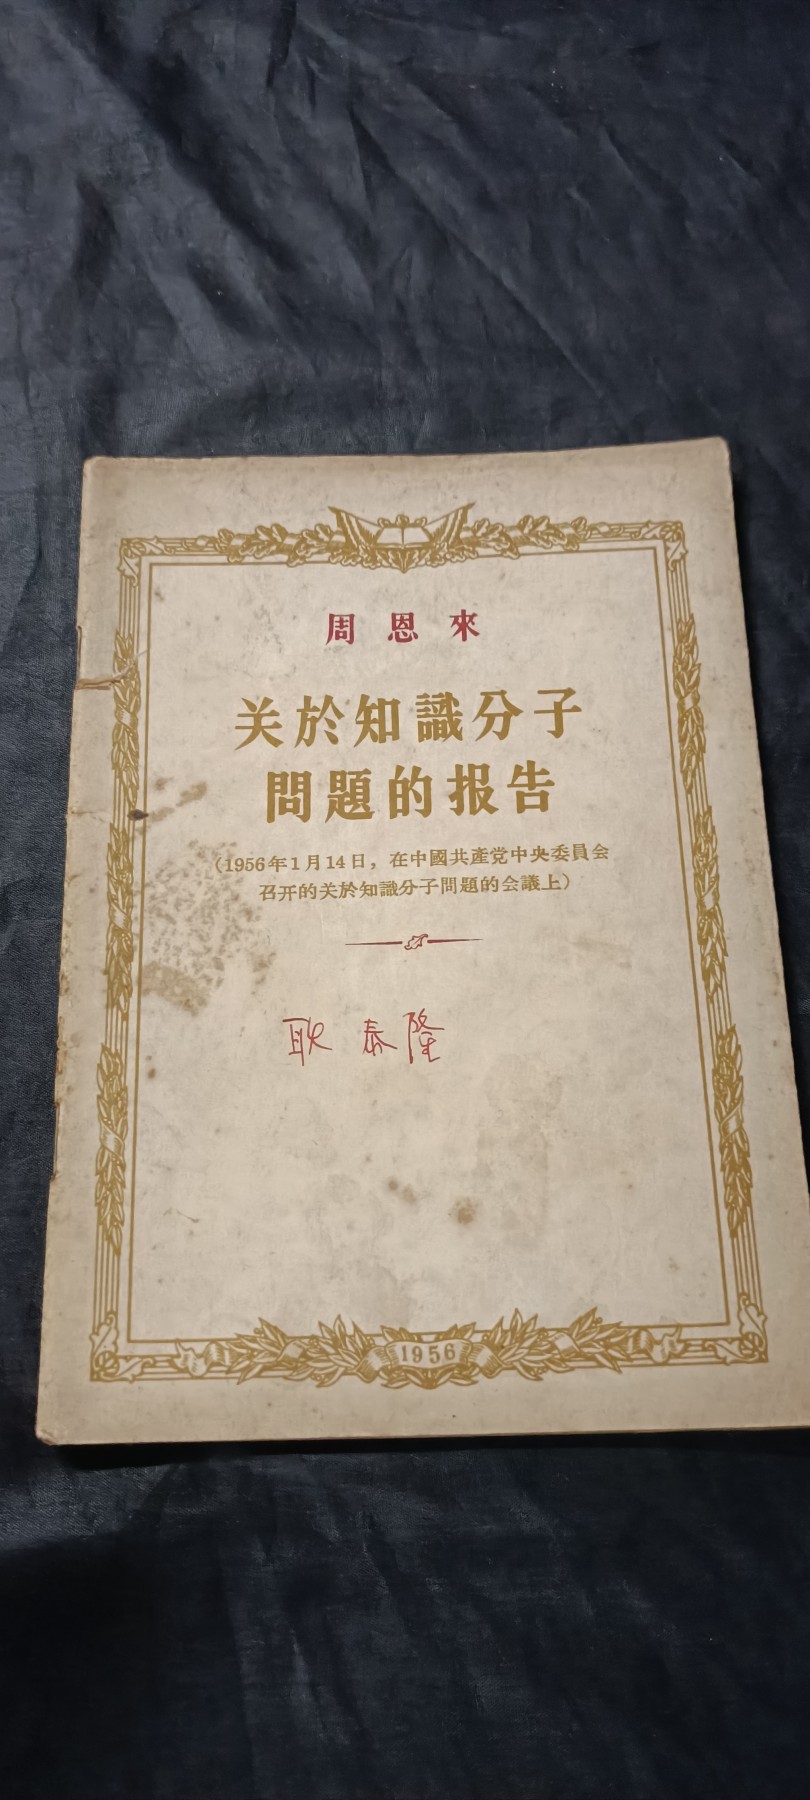 周恩來
关於知識分子
問題的报告
（1956年1月14日，在中國共產党中央委員会
召开的关於知識分子問題的会議上）
耿泰隆
1956